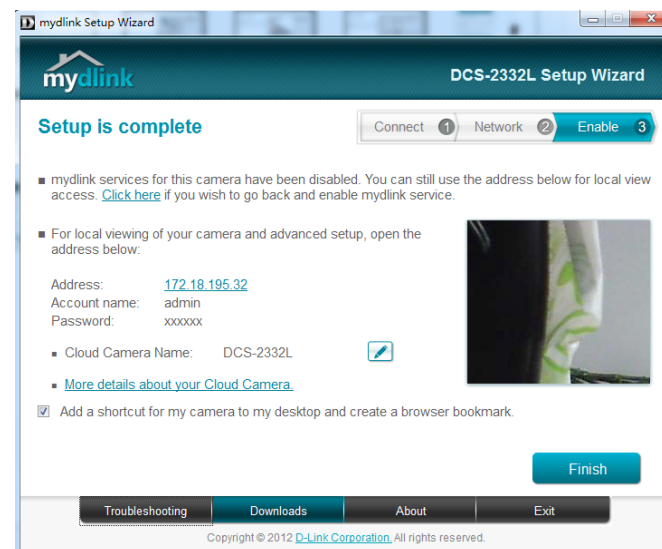 mydlink Setup Wizard
mydlink
DCS-2332L Setup Wizard
Setup is complete
Connect 1 Network 2 Enable 3
mydlink services for this camera have been disabled. You can still use the address below for local view
access. Click here if you wish to go back and enable mydlink service.
For local viewing of your camera and advanced setup, open the
address below:
Address: 172.18.195.32
Account name: admin
Password: xxxxxx
Cloud Camera Name: DCS-2332L
More details about your Cloud Camera.
Add a shortcut for my camera to my desktop and create a browser bookmark.
Finish
Troubleshooting Downloads About Exit
Copyright © 2012 D-Link Corporation. All rights reserved.